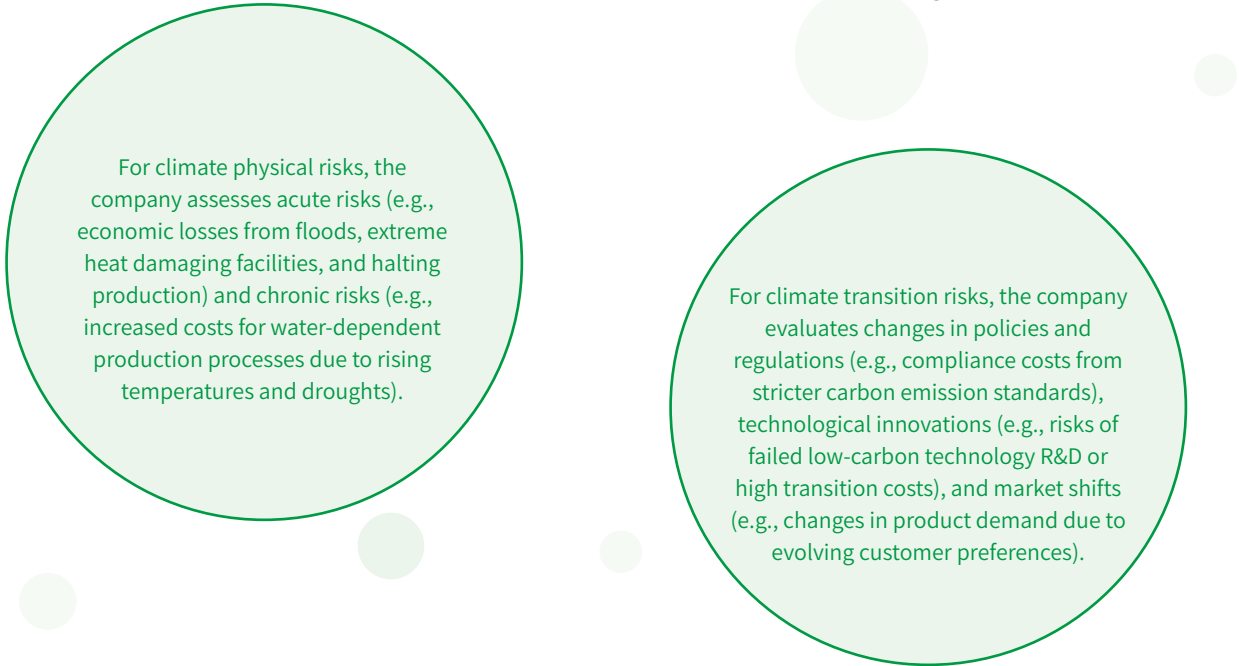 For climate physical risks, the
company assesses acute risks (e.g.,
economic losses from floods, extreme
heat damaging facilities, and halting
production) and chronic risks (e.g.,
increased costs for water-dependent
production processes due to rising
temperatures and droughts).
For climate transition risks, the company
evaluates changes in policies and
regulations (e.g., compliance costs from
stricter carbon emission standards),
technological innovations (e.g., risks of
failed low-carbon technology R&D or
high transition costs), and market shifts
(e.g., changes in product demand due to
evolving customer preferences).